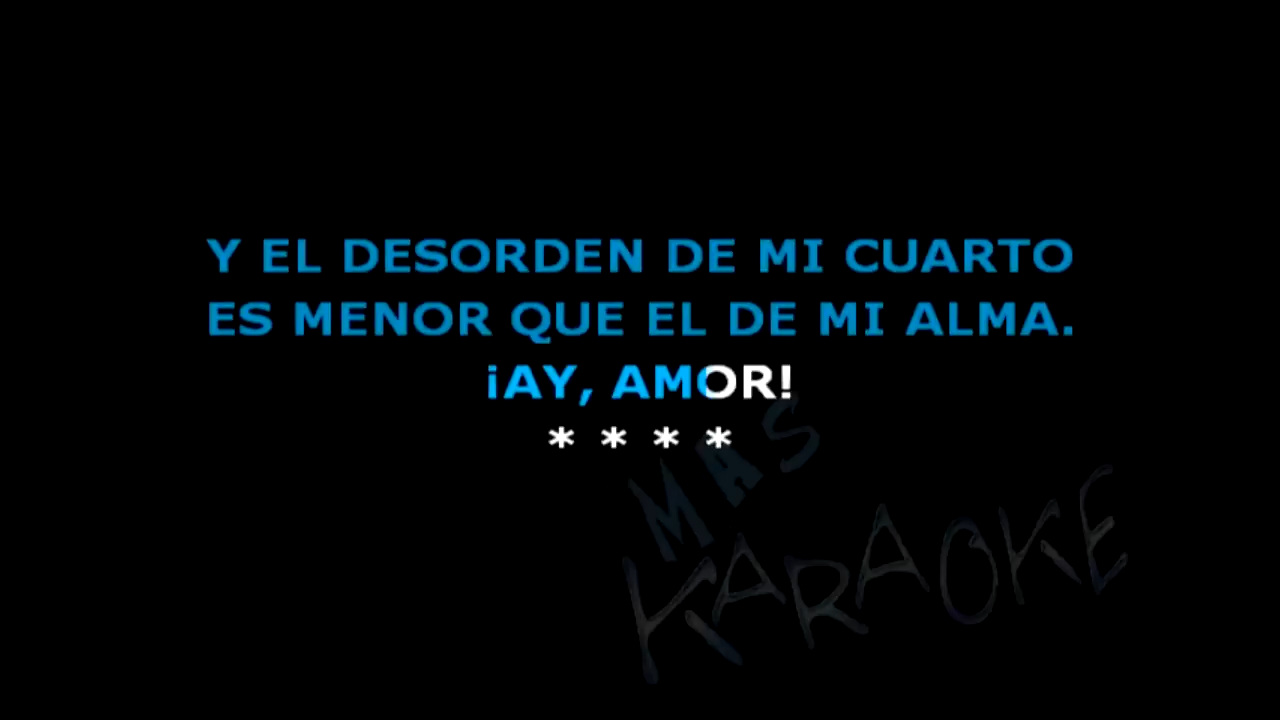 Y EL DESORDEN DE MI CUARTO
ES MENOR QUE EL DE MI ALMA.
¡AY, AMOR!
* * * *
MAS
KARAOKE